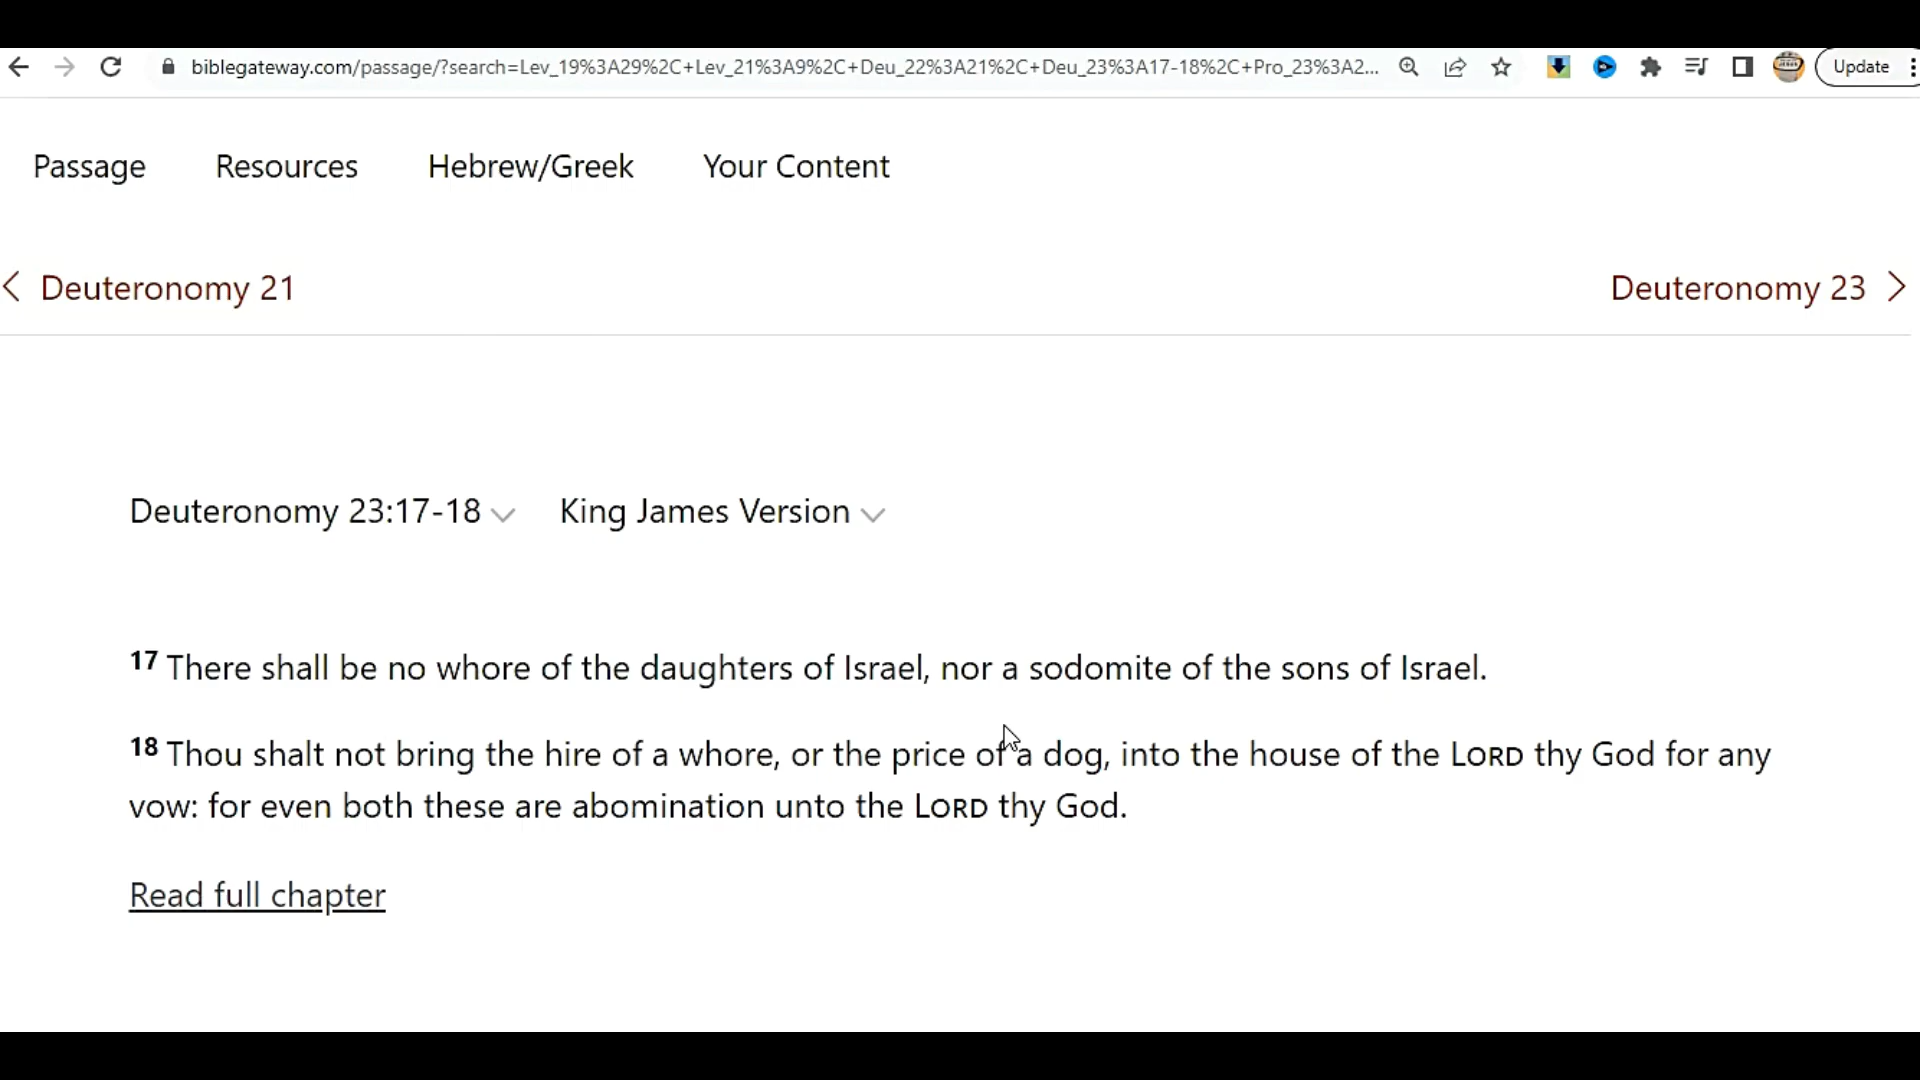 biblegateway.com/passage/?search=Lev_19%3A29%2C+Lev_21%3A9%2C+Deu_22%3A21%2C+Deu_23%3A17-18%2C+Pro_23%3A2...
Update
Passage Resources Hebrew/Greek Your Content
Deuteronomy 21
Deuteronomy 23
Deuteronomy 23:17-18 King James Version
17 There shall be no whore of the daughters of Israel, nor a sodomite of the sons of Israel.
18 Thou shalt not bring the hire of a whore, or the price of a dog, into the house of the LORD thy God for any
vow: for even both these are abomination unto the LORD thy God.
Read full chapter